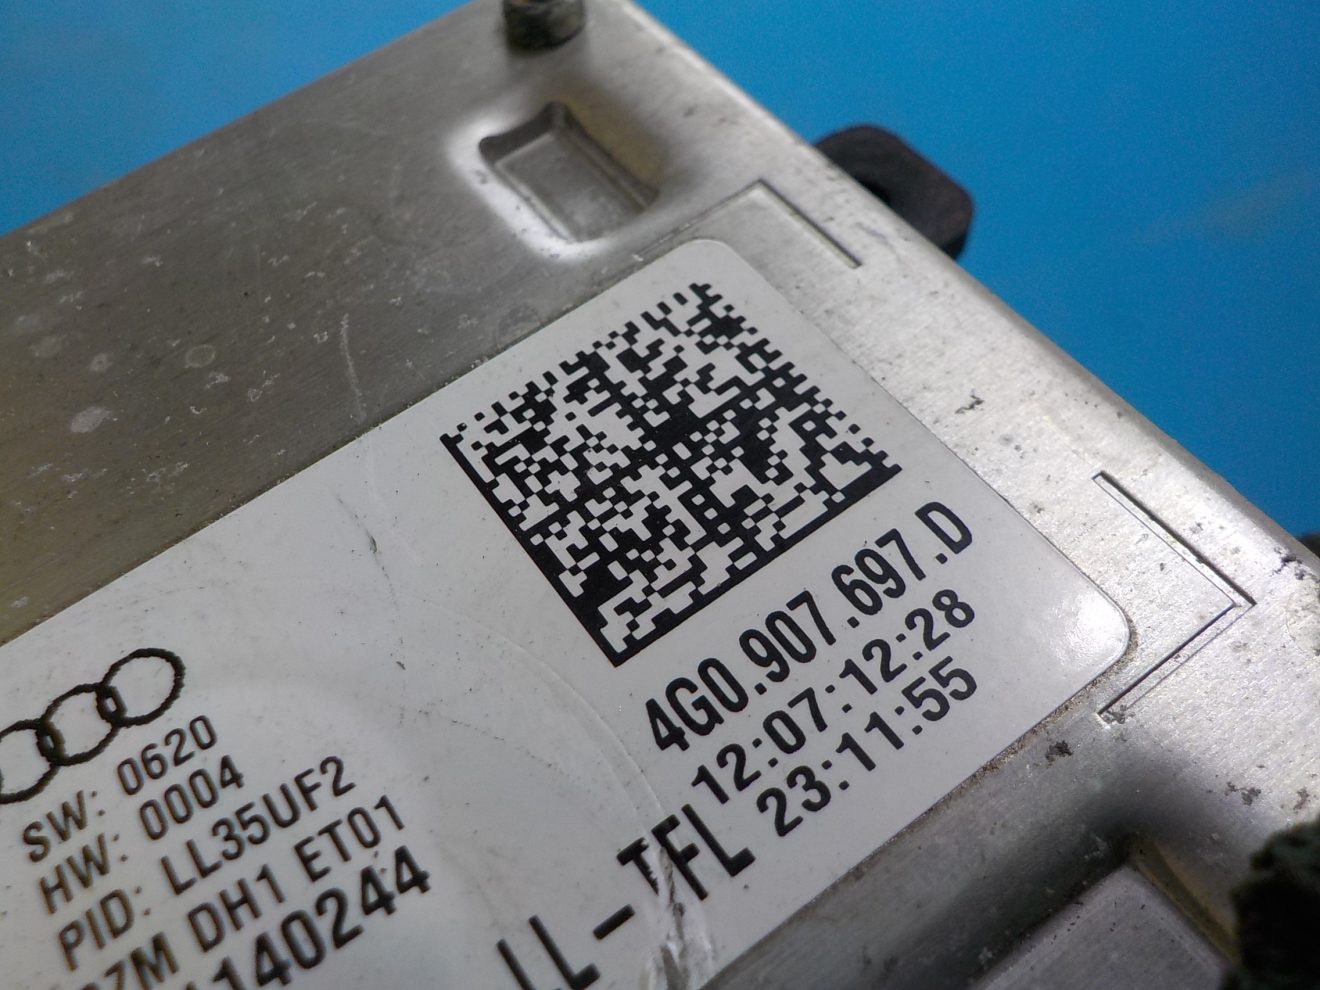 4G0.907.697.D
12:07:12:28
23:11:55
LL-TFL
SW: 0620
HW: 0004
PID: LL35UF2
DH1 ET01
140244